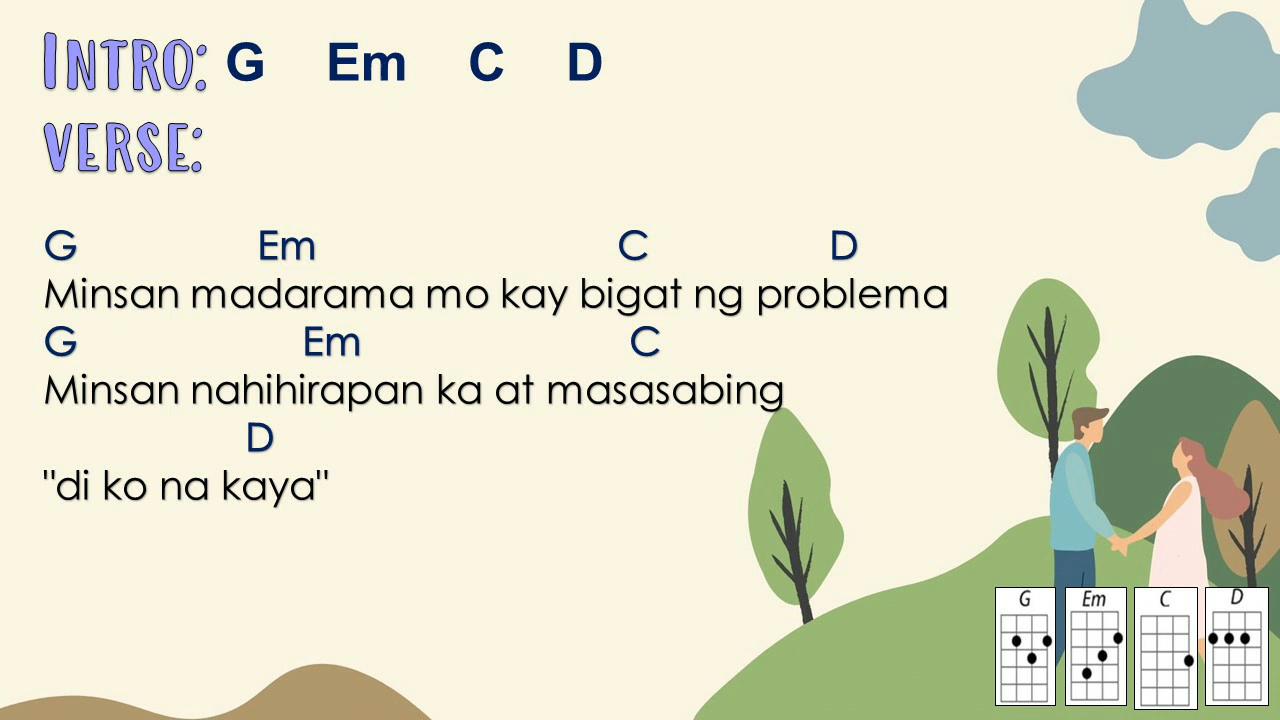 INTRO: G Em C D
VERSE:
G Em C D
Minsan madarama mo kay bigat ng problema
G Em C
Minsan nahihirapan ka at masasabing
D
"di ko na kaya"
G Em C D